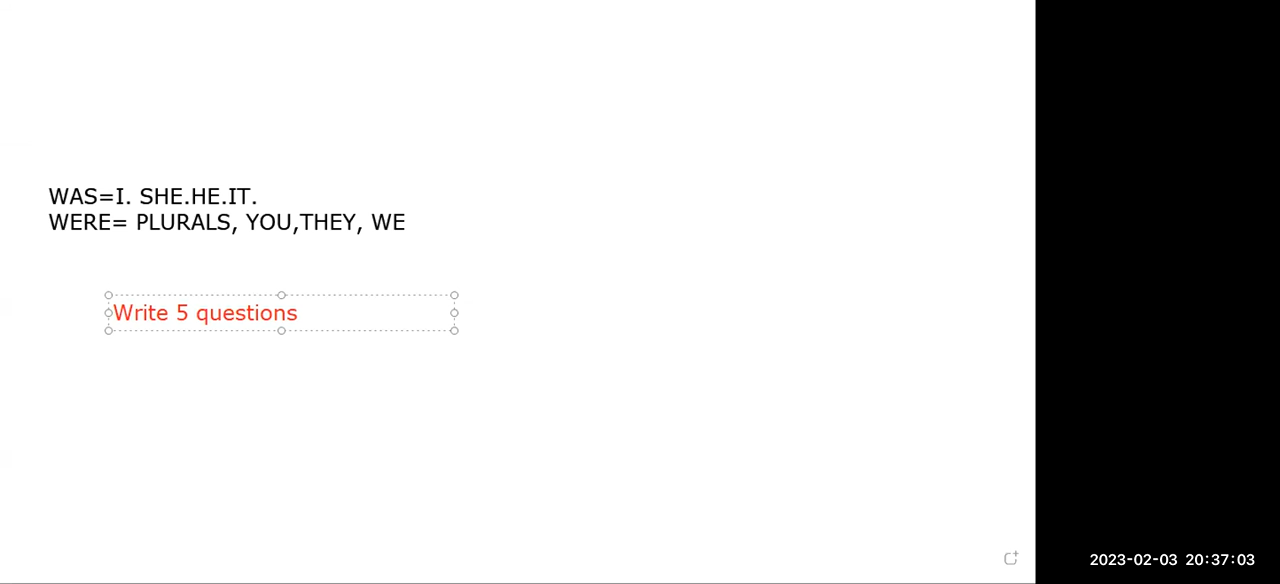 WAS=I. SHE.HE.IT.
WERE= PLURALS, YOU,THEY, WE
Write 5 questions
2023-02-03 20:37:03